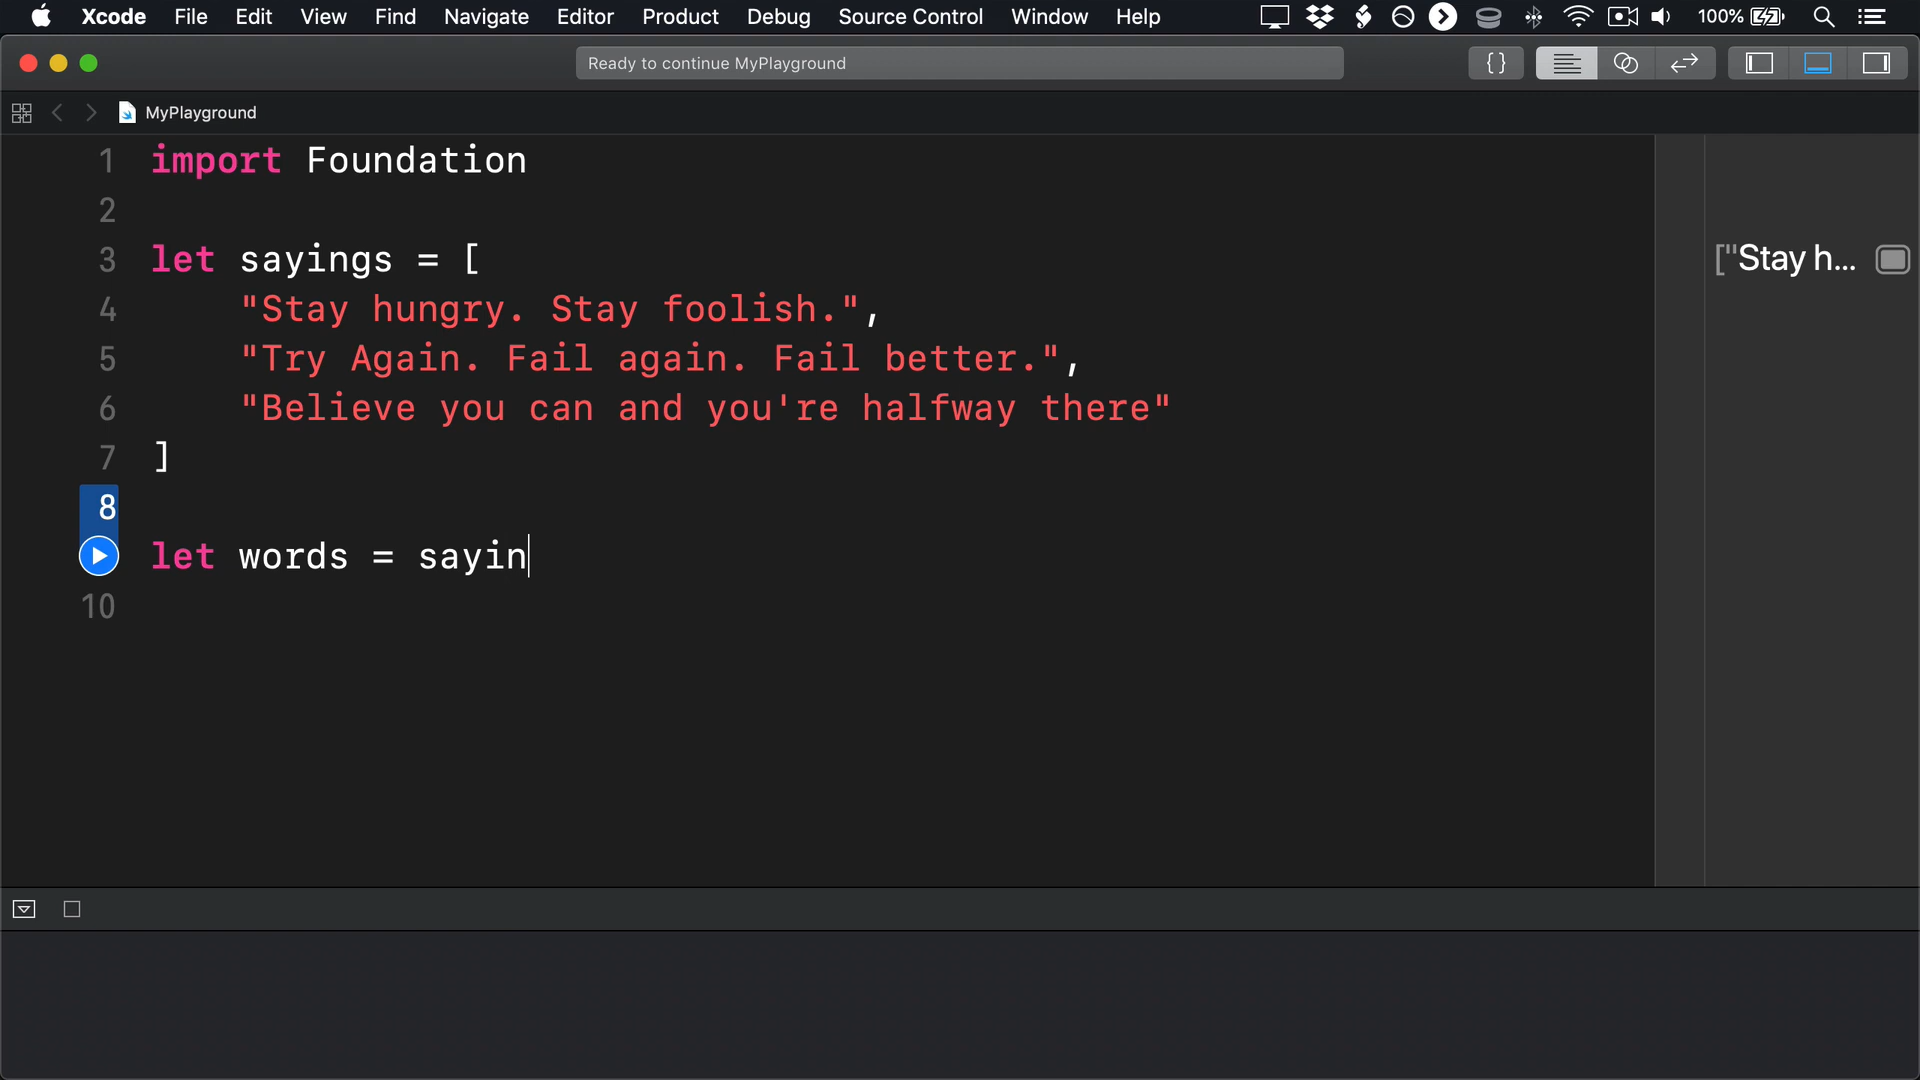 Xcode File Edit View Find Navigate Editor Product Debug Source Control Window Help 100%
Ready to continue MyPlayground {}
MyPlayground
1 import Foundation
2
3 let sayings = [ ["Stay h...
4 "Stay hungry. Stay foolish.",
5 "Try Again. Fail again. Fail better.",
6 "Believe you can and you're halfway there"
7 ]
8
let words = sayin
10